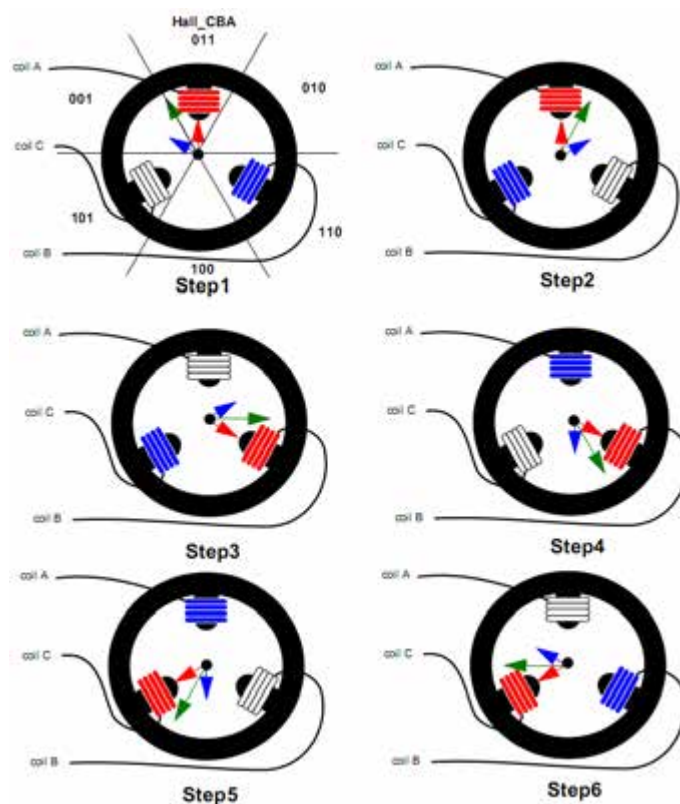 Hall_CBA
011
coil A
001
010
coil C
101
110
coil B
100
Step1
coil A
coil C
coil B
Step2
coil A
coil C
coil B
Step3
coil A
coil C
coil B
Step4
coil A
coil C
coil B
Step5
coil A
coil C
coil B
Step6